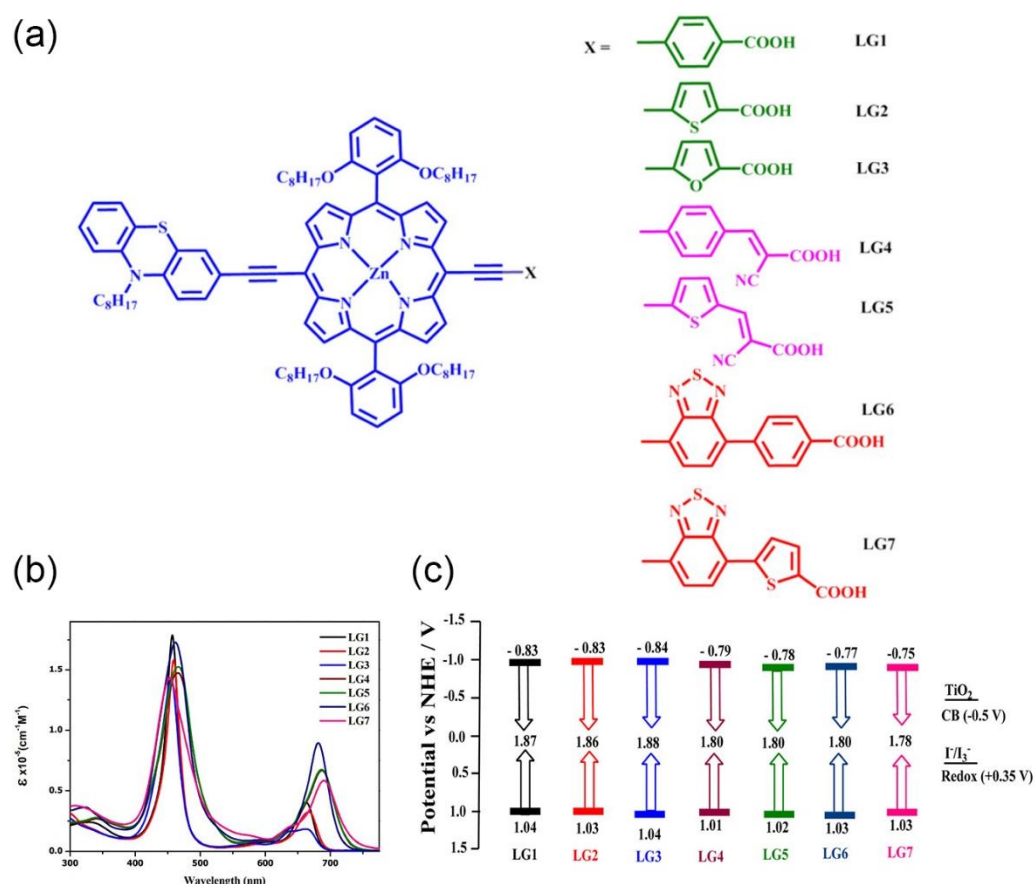 (a)
X =
COOH
LG1
COOH
S
LG2
COOH
O
LG3
COOH
NC
LG4
S
COOH
NC
LG5
S
N N
COOH
LG6
S
N N
S
COOH
LG7
C8H17O OC8H17
S
N
C8H17
N N
Zn
N N
X
C8H17O OC8H17
(b)
ε x10-5(cm-1M-1)
1.5
1.0
0.5
0.0
300 400 500 600 700
Wavelength (nm)
LG1
LG2
LG3
LG4
LG5
LG6
LG7
(c)
Potential vs NHE / V
-1.5
-1.0
-0.5
0.0
0.5
1.0
1.5
- 0.83 - 0.83 - 0.84 - 0.79 - 0.78 - 0.77 - 0.75
1.87 1.86 1.88 1.80 1.80 1.80 1.78
1.04 1.03 1.04 1.01 1.02 1.03 1.03
LG1 LG2 LG3 LG4 LG5 LG6 LG7
TiO2
CB (-0.5 V)
I-/I3-
Redox (+0.35 V)